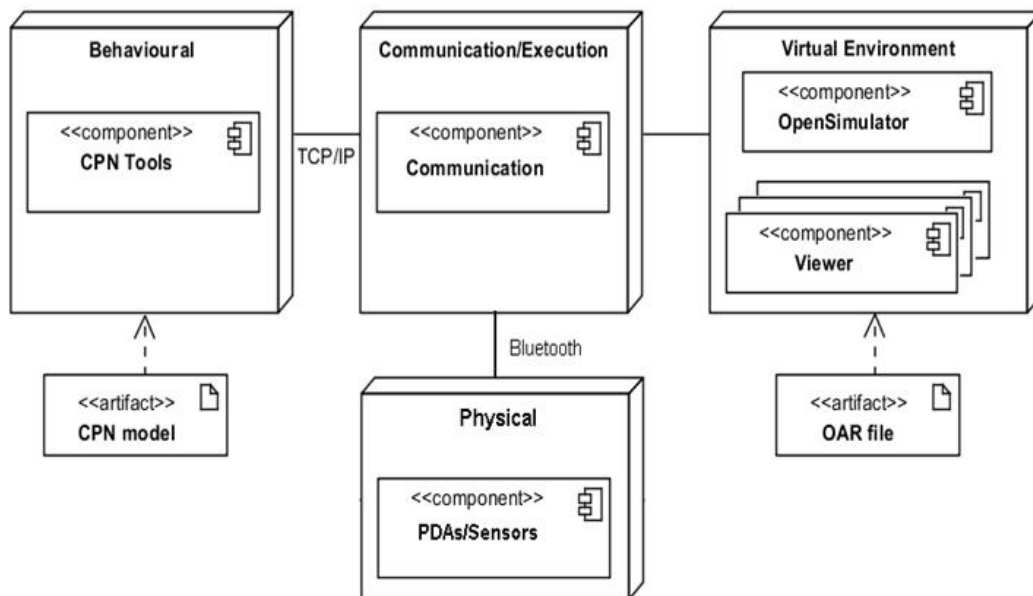 Behavioural
<<component>>
CPN Tools
TCP/IP
Communication/Execution
<<component>>
Communication
Virtual Environment
<<component>>
OpenSimulator
<<component>>
Viewer
Bluetooth
<<artifact>>
CPN model
Physical
<<component>>
PDAs/Sensors
<<artifact>>
OAR file